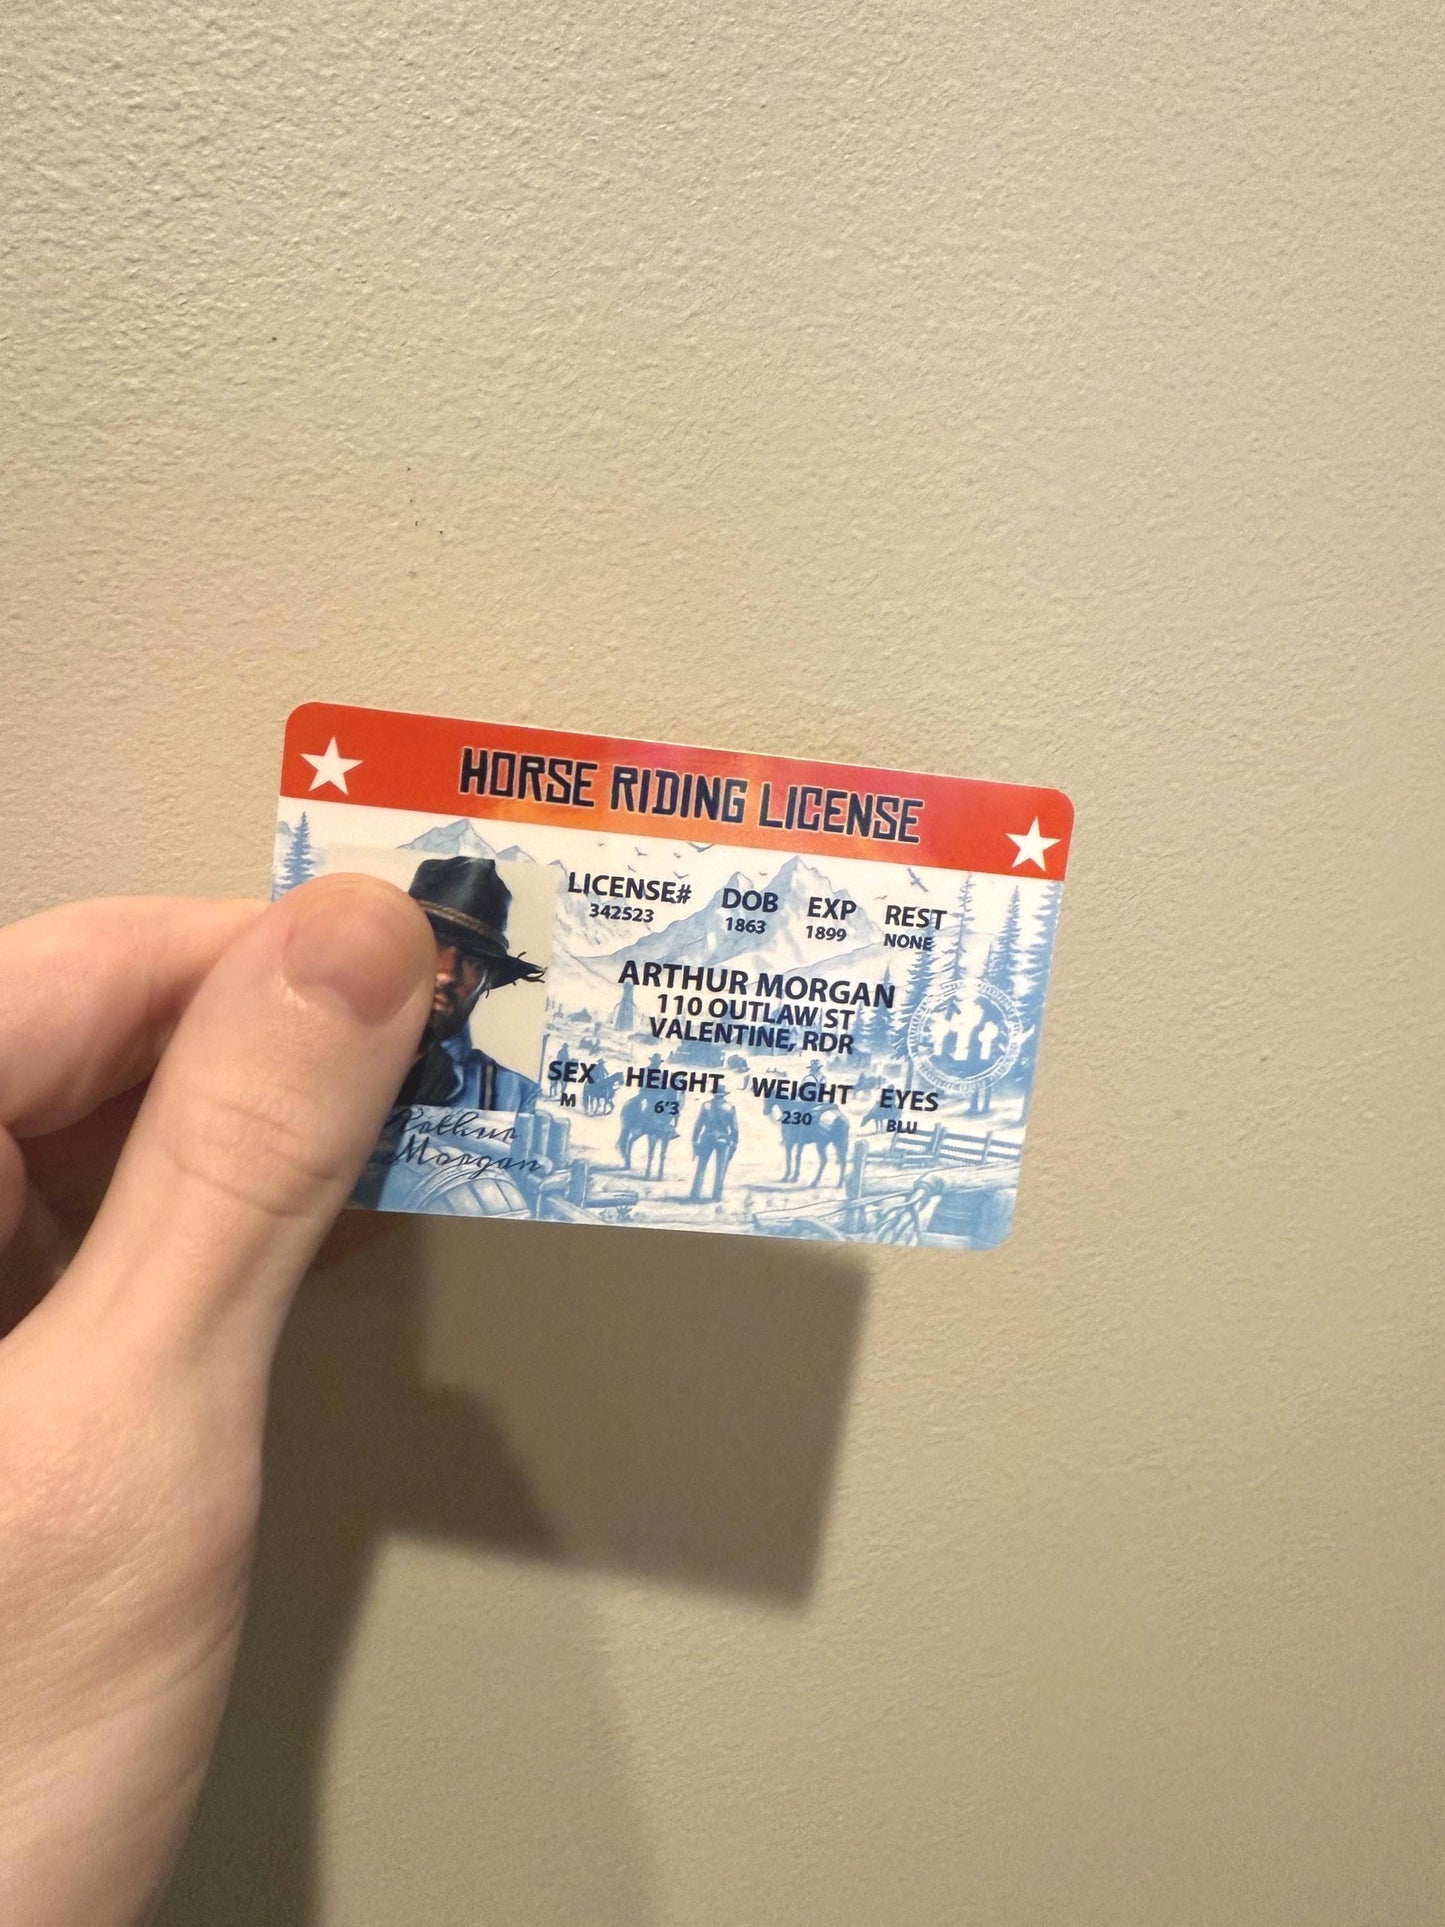 HORSE RIDING LICENSE
LICENSE# DOB EXP REST
342523 1863 1899 NONE
ARTHUR MORGAN
110 OUTLAW ST
VALENTINE, RDR
SEX HEIGHT WEIGHT EYES
M 6'3 230 BLU
Arthur
Morgan